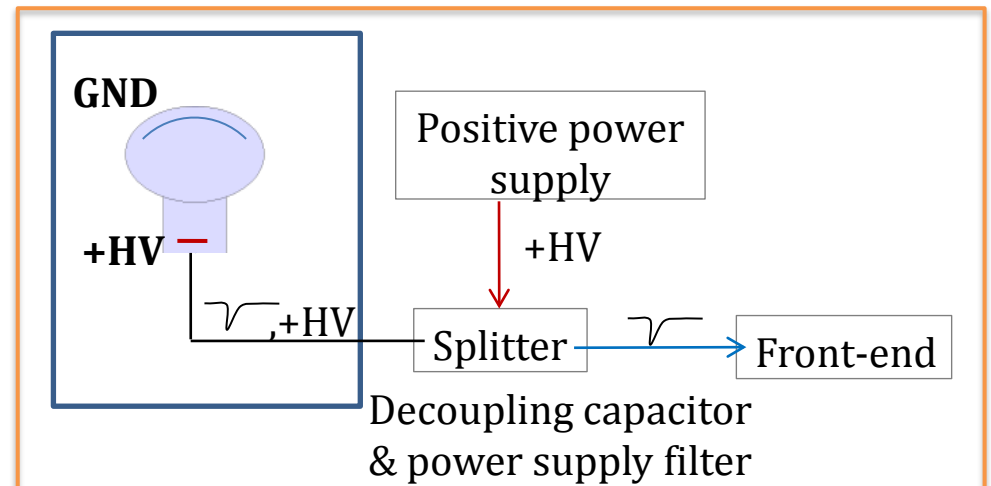 GND
Positive power
supply
+HV
+HV
,+HV
Splitter
Front-end
Decoupling capacitor
& power supply filter